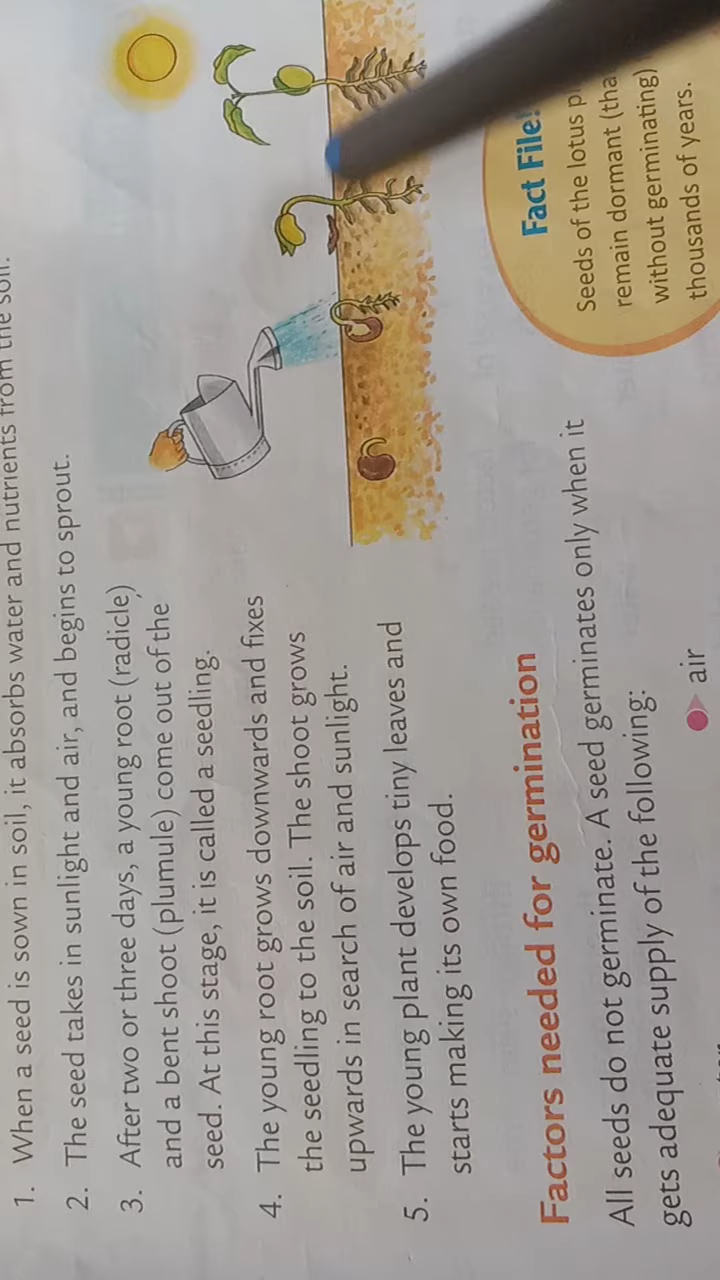 1. When a seed is sown in soil, it absorbs water and nutrients from the soil.
2. The seed takes in sunlight and air, and begins to sprout.
3. After two or three days, a young root (radicle)
and a bent shoot (plumule) come out of the
seed. At this stage, it is called a seedling.
4. The young root grows downwards and fixes
the seedling to the soil. The shoot grows
upwards in search of air and sunlight.
5. The young plant develops tiny leaves and
starts making its own food.
Fact File!
Seeds of the lotus
remain dormant
without germinating)
thousands of years.
Factors needed for germination
All seeds do not germinate. A seed germinates only when it
gets adequate supply of the following:
air